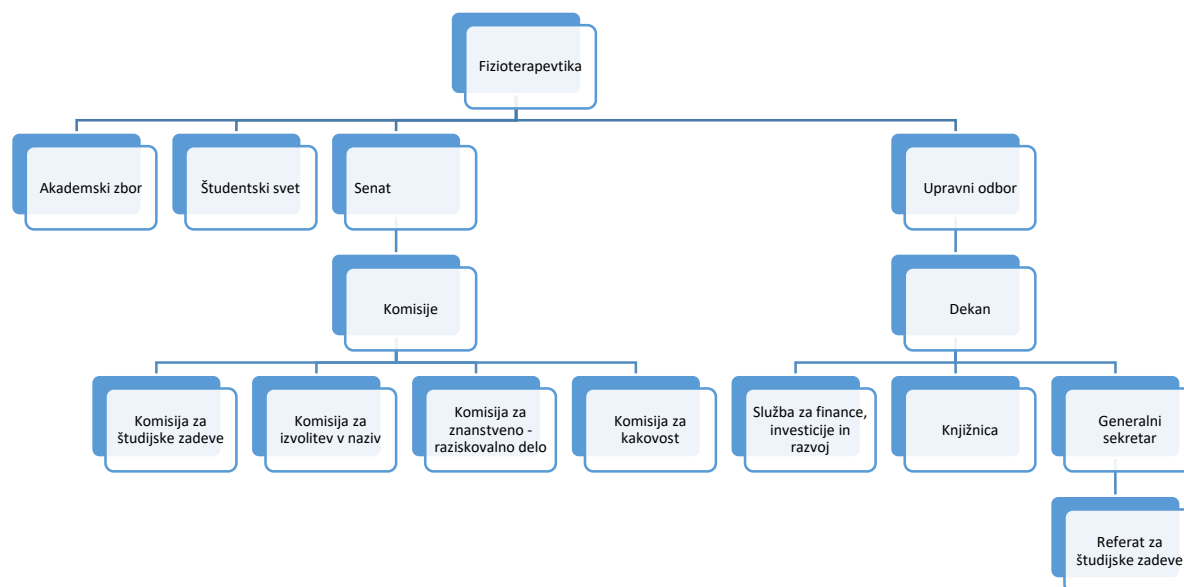 Fizioterapevtika
Akademski zbor
Študentski svet
Senat
Upravni odbor
Komisije
Dekan
Komisija za
študijske zadeve
Komisija za
izvolitev v naziv
Komisija za
znanstveno -
raziskovalno delo
Komisija za
kakovost
Služba za finance,
investicije in
razvoj
Knjižnica
Generalni
sekretar
Referat za
študijske zadeve